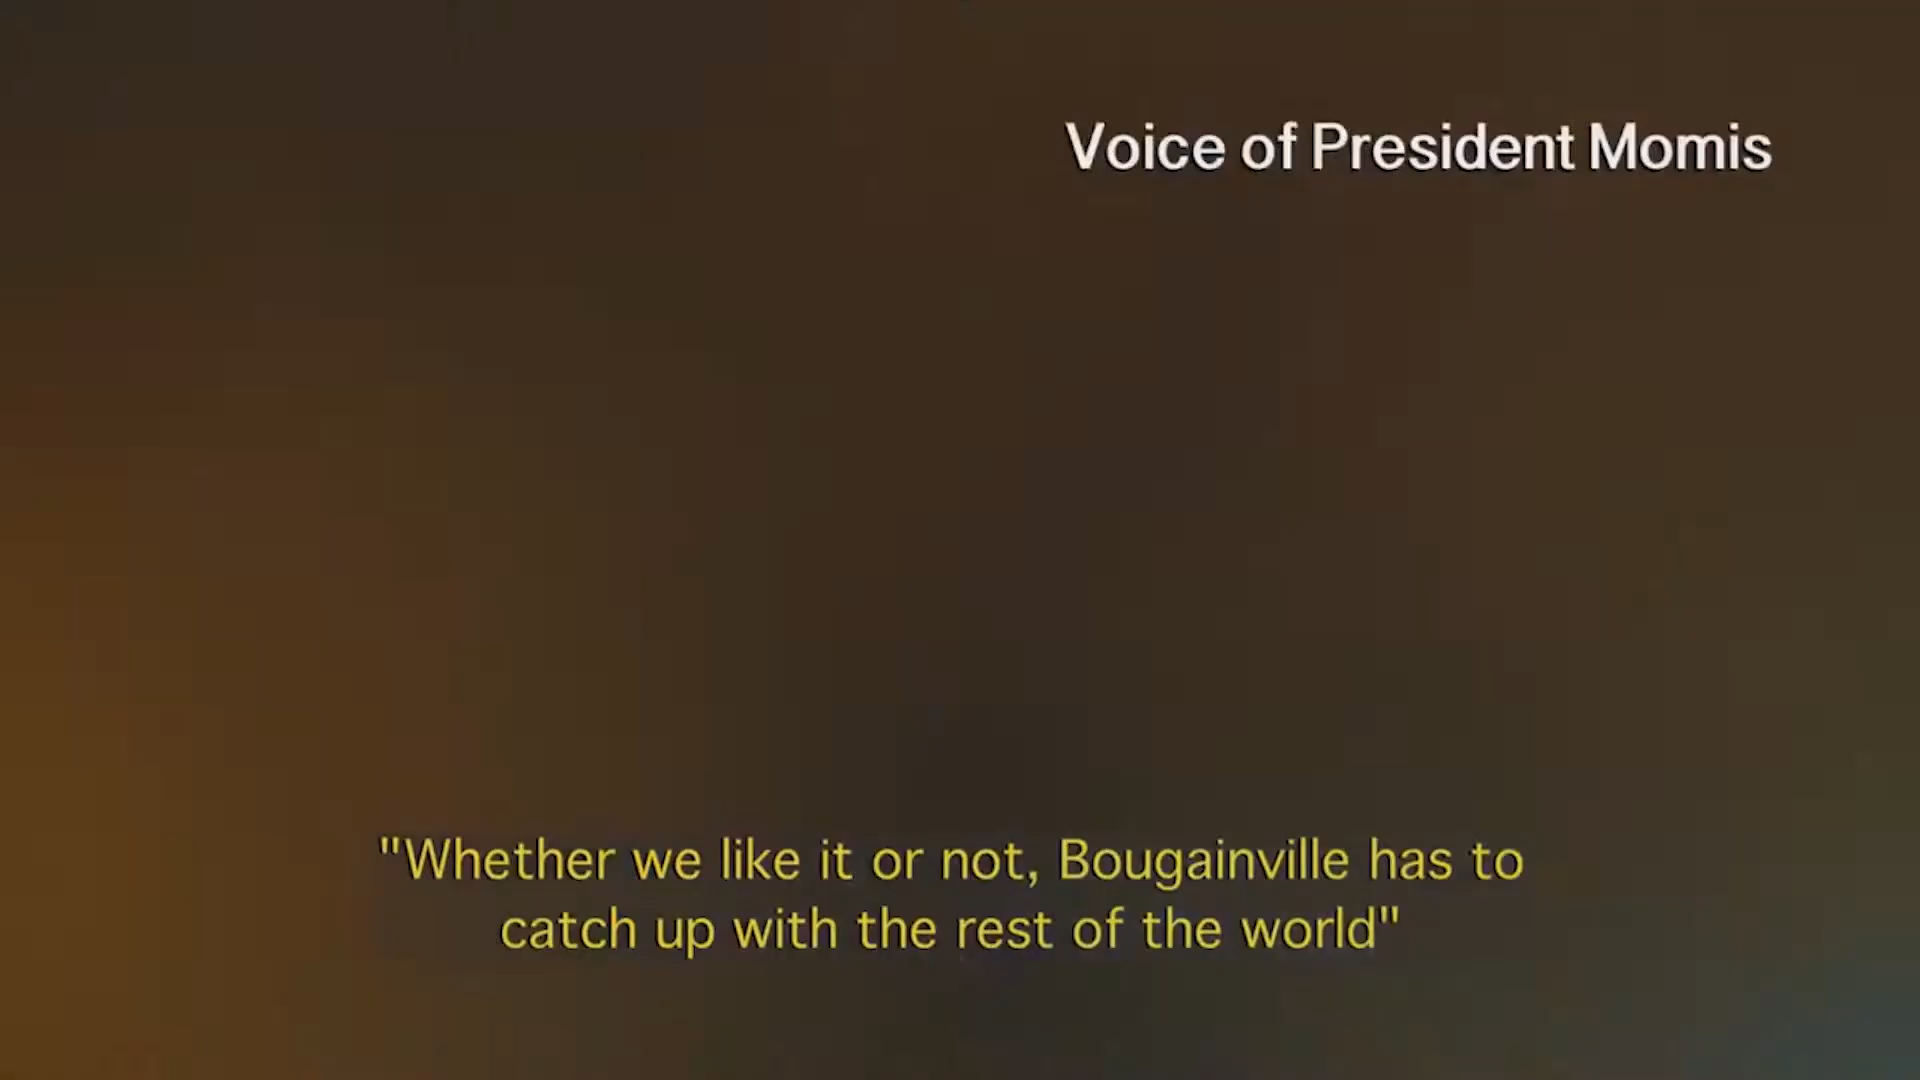 Voice of President Momis
"Whether we like it or not, Bougainville has to
catch up with the rest of the world"